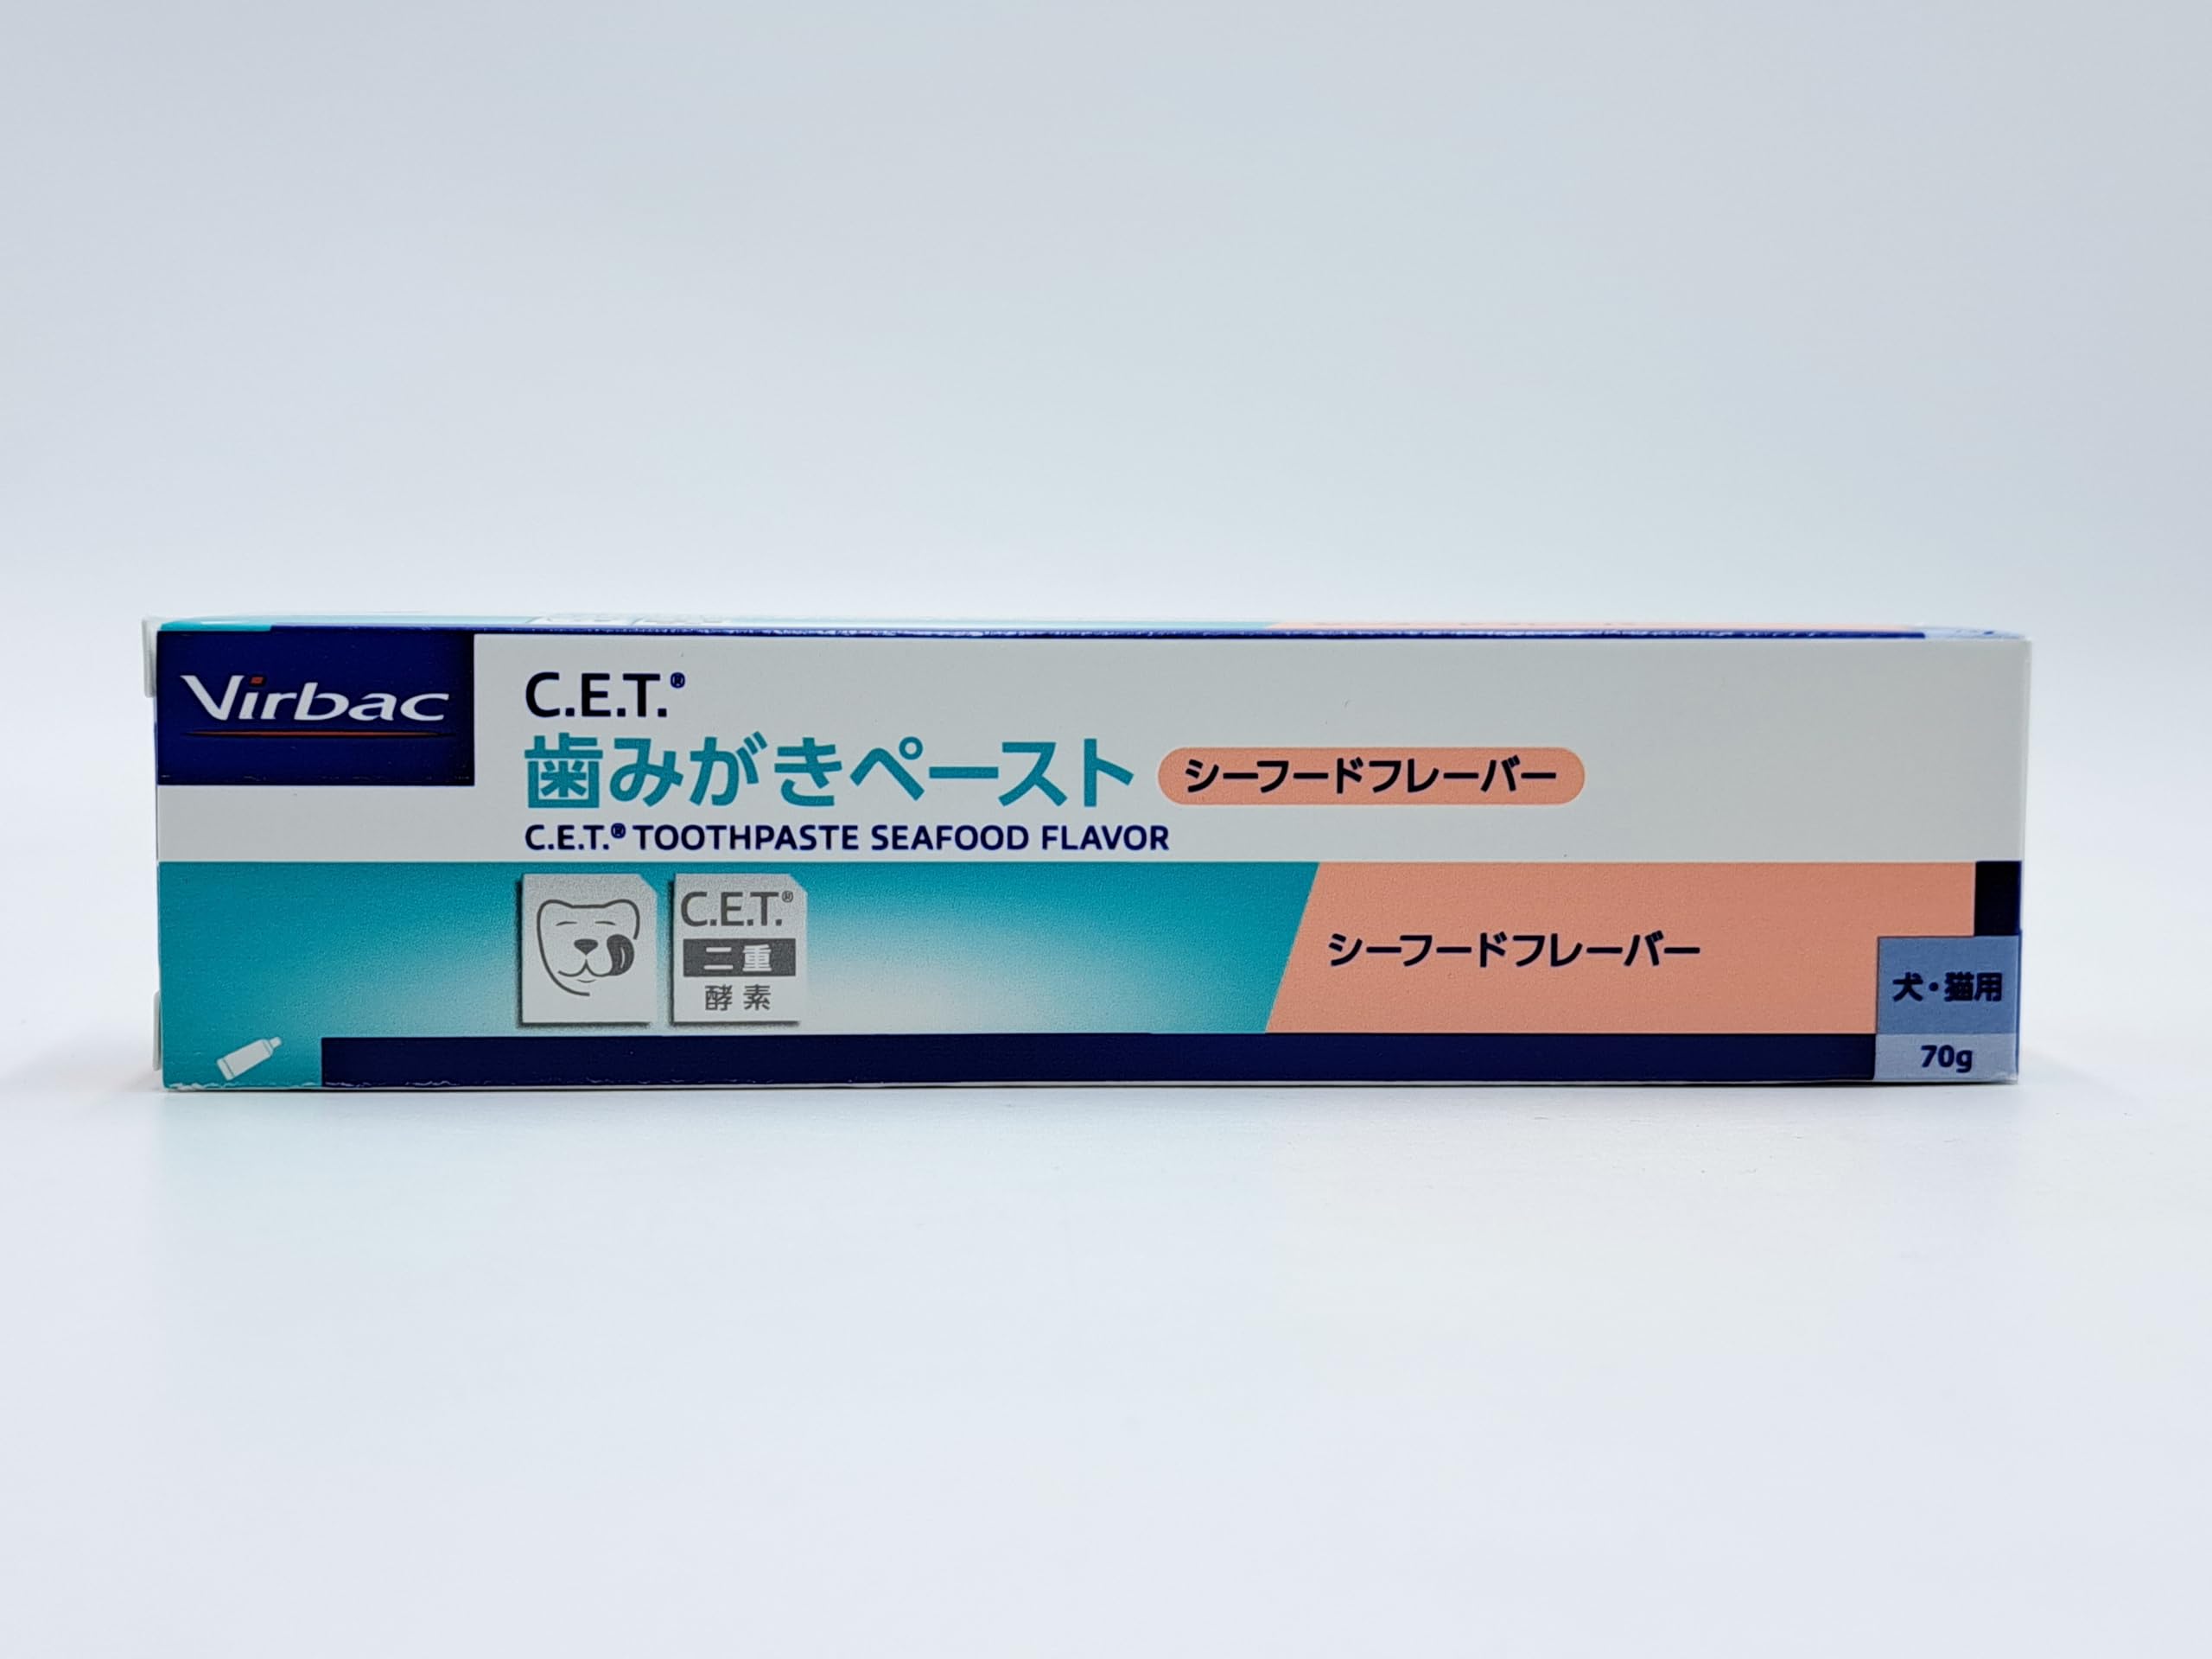 Virbac
C.E.T.®
歯みがきペースト シーフードフレーバー
C.E.T.® TOOTHPASTE SEAFOOD FLAVOR
C.E.T.®
二重
酵素
シーフードフレーバー
犬・猫用
70g